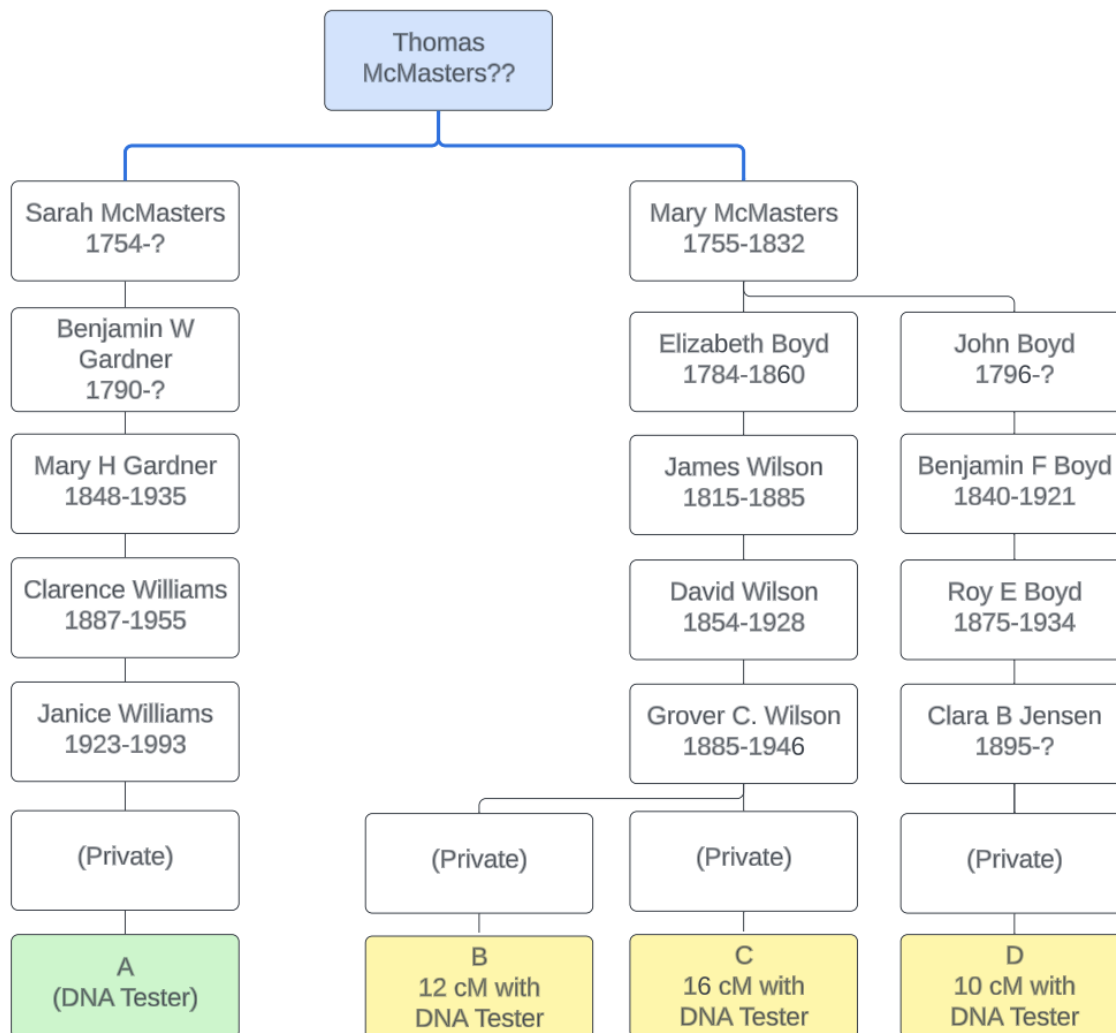 Thomas
McMasters??
Sarah McMasters
1754-?
Mary McMasters
1755-1832
Benjamin W
Gardner
1790-?
Elizabeth Boyd
1784-1860
John Boyd
1796-?
Mary H Gardner
1848-1935
James Wilson
1815-1885
Benjamin F Boyd
1840-1921
Clarence Williams
1887-1955
David Wilson
1854-1928
Roy E Boyd
1875-1934
Janice Williams
1923-1993
Grover C. Wilson
1885-1946
Clara B Jensen
1895-?
(Private)
(Private)
(Private)
(Private)
A
(DNA Tester)
B
12 cM with
DNA Tester
C
16 cM with
DNA Tester
D
10 cM with
DNA Tester